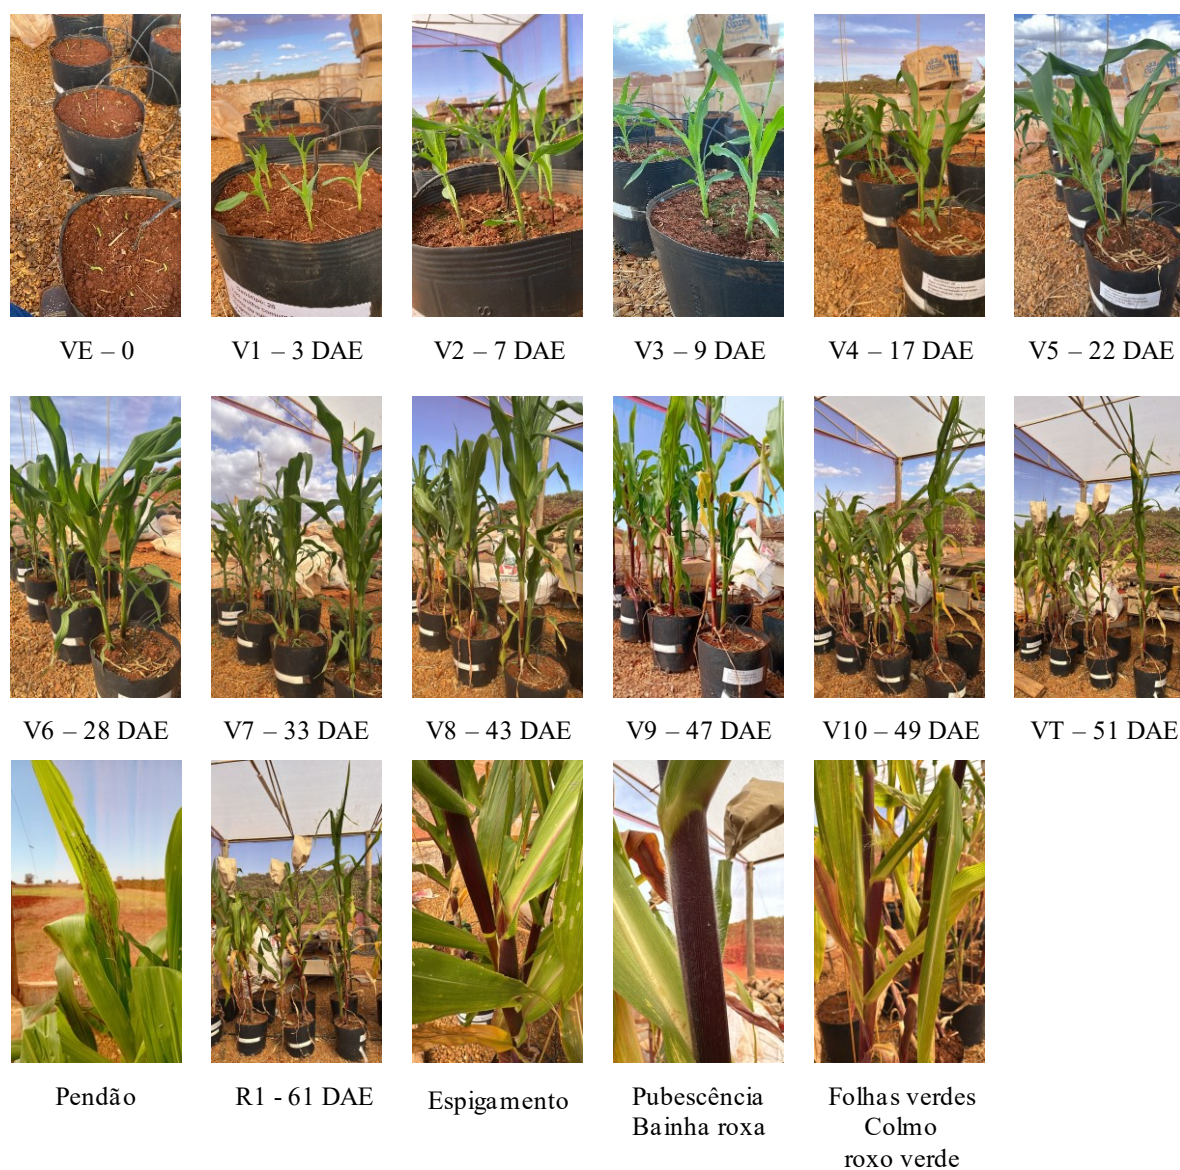 VE – 0
V1 – 3 DAE
V2 – 7 DAE
V3 – 9 DAE
V4 – 17 DAE
V5 – 22 DAE
V6 – 28 DAE
V7 – 33 DAE
V8 – 43 DAE
V9 – 47 DAE
V10 – 49 DAE
VT – 51 DAE
Pendão
R1 - 61 DAE
Espigamento
Pubescência
Bainha roxa
Folhas verdes
Colmo
roxo verde